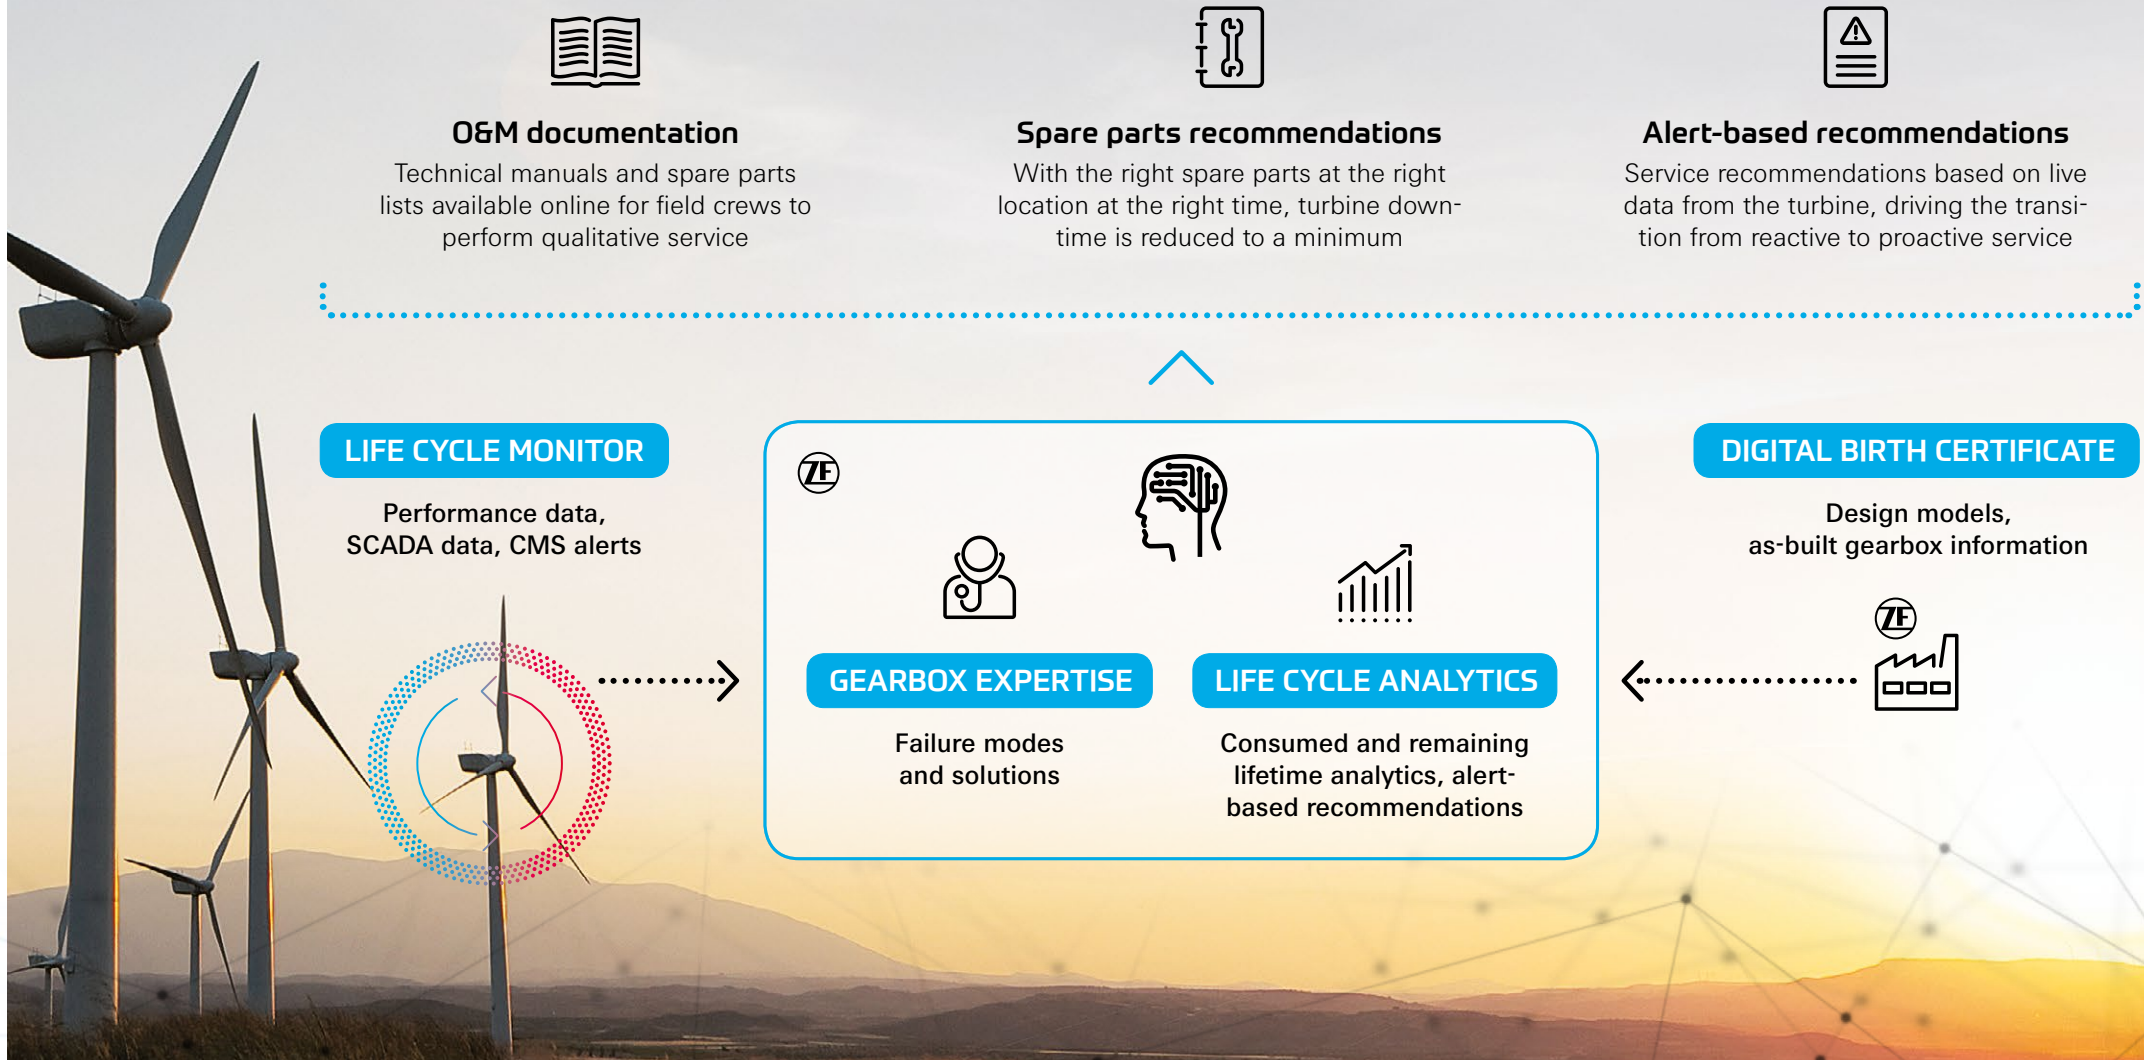 O&M documentation
Technical manuals and spare parts
lists available online for field crews to
perform qualitative service
Spare parts recommendations
With the right spare parts at the right
location at the right time, turbine down-
time is reduced to a minimum
Alert-based recommendations
Service recommendations based on live
data from the turbine, driving the transi-
tion from reactive to proactive service
LIFE CYCLE MONITOR
Performance data,
SCADA data, CMS alerts
ZF
GEARBOX EXPERTISE
Failure modes
and solutions
LIFE CYCLE ANALYTICS
Consumed and remaining
lifetime analytics, alert-
based recommendations
DIGITAL BIRTH CERTIFICATE
Design models,
as-built gearbox information
ZF